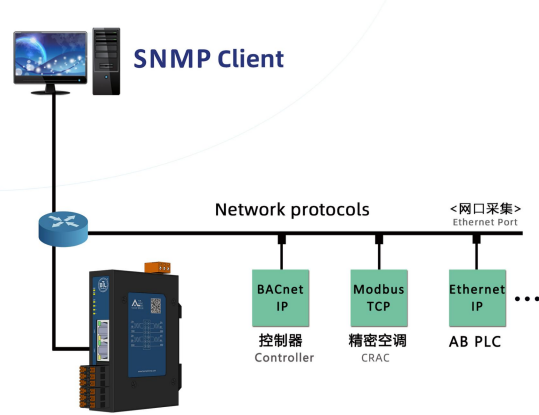 SNMP Client
Network protocols
<网口采集>
Ethernet Port
BACnet
IP
Modbus
TCP
Ethernet
IP
控制器
Controller
精密空调
CRAC
AB PLC